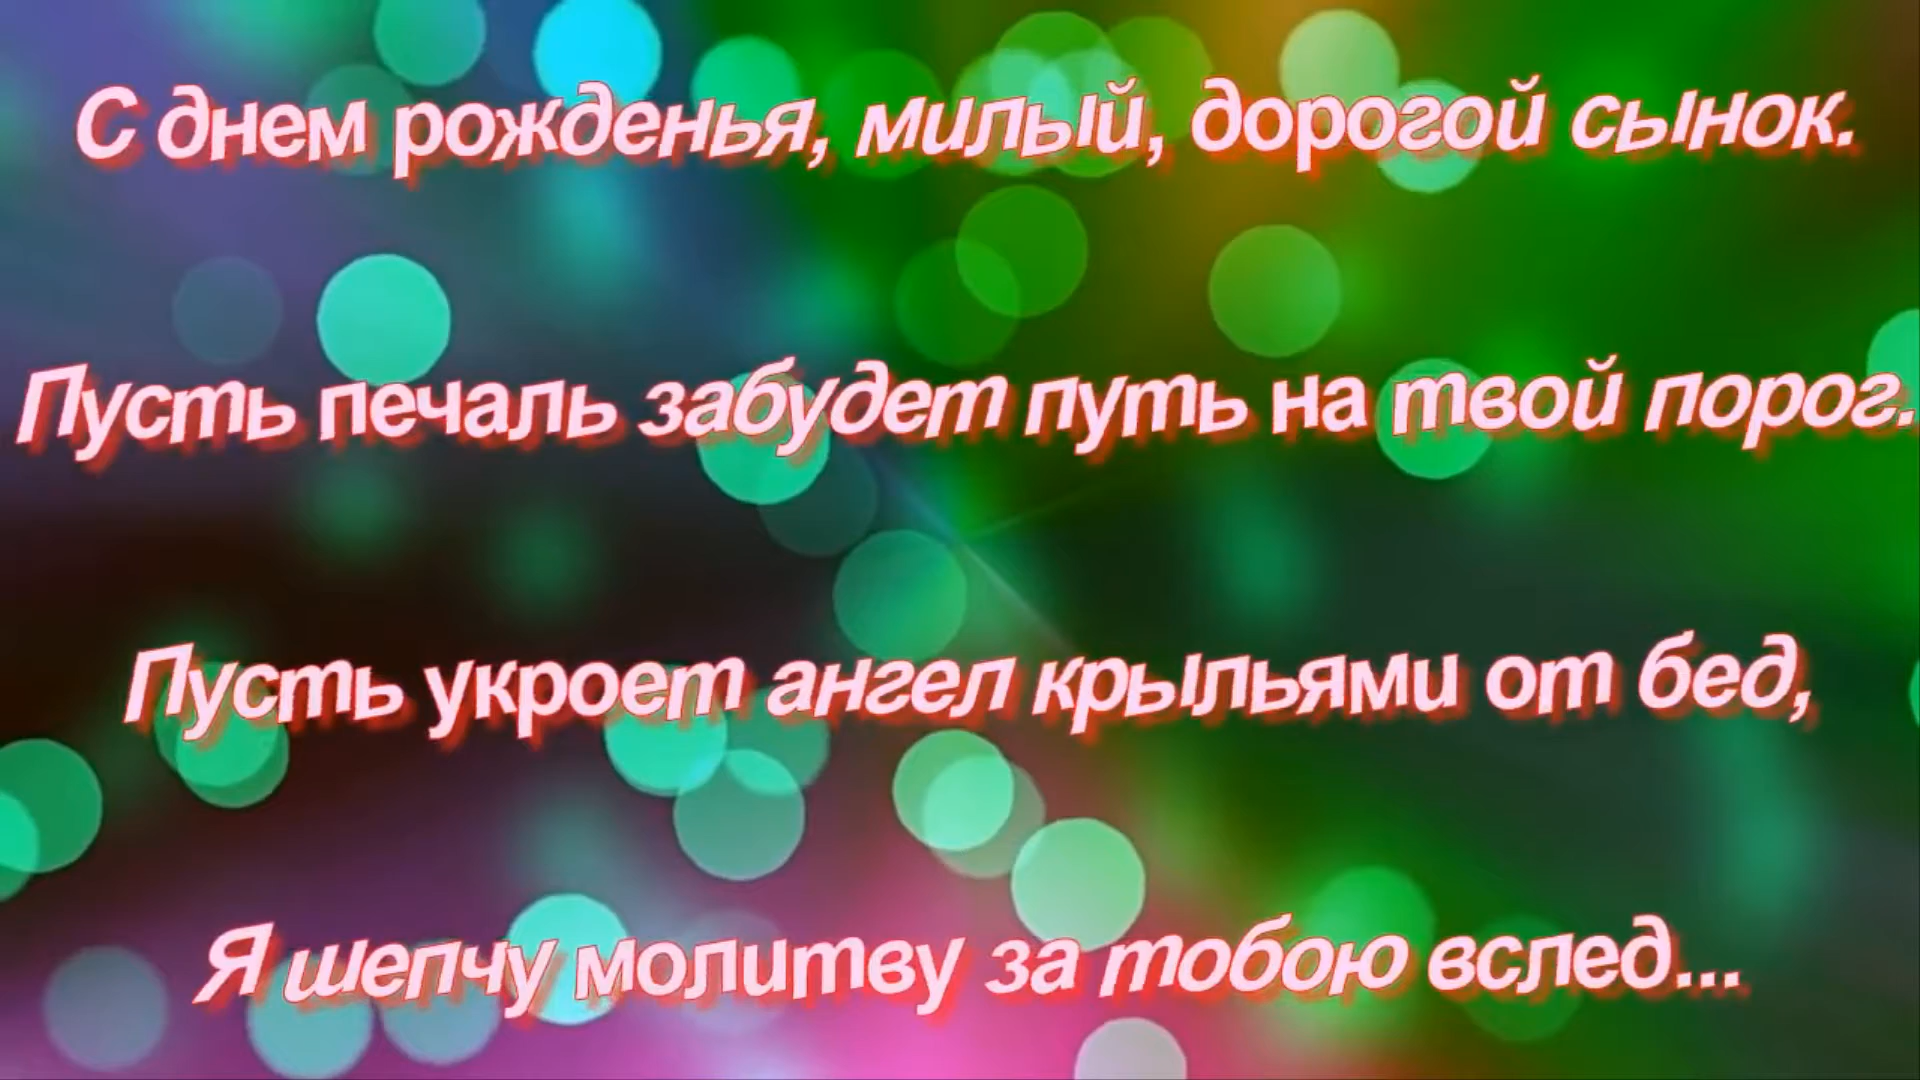 С днем рожденья, милый, дорогой сынок.
Пусть печаль забудет путь на твой порог.
Пусть укроет ангел крыльями от бед,
Я шепчу молитву за тобою вслед...